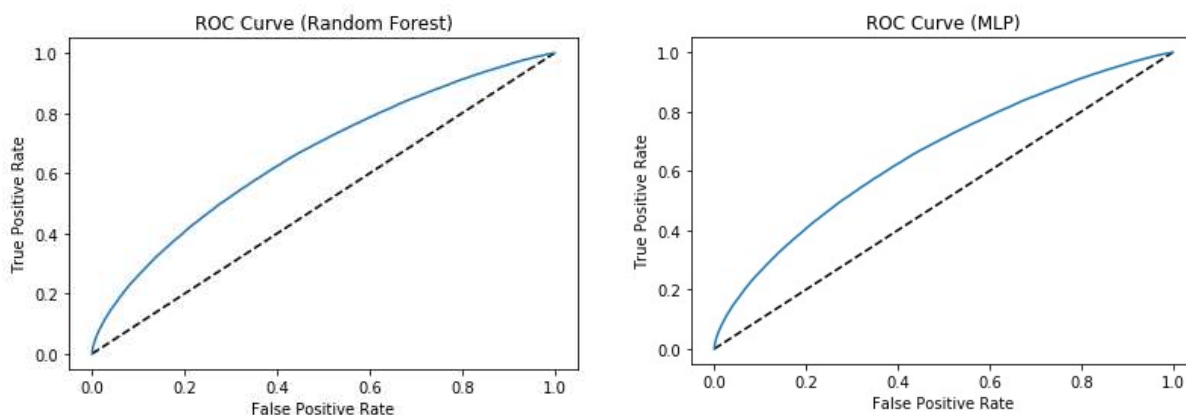 ROC Curve (Random Forest)
1.0
0.8
0.6
0.4
0.2
0.0
True Positive Rate
0.0 0.2 0.4 0.6 0.8 1.0
False Positive Rate
ROC Curve (MLP)
1.0
0.8
0.6
0.4
0.2
0.0
True Positive Rate
0.0 0.2 0.4 0.6 0.8 1.0
False Positive Rate